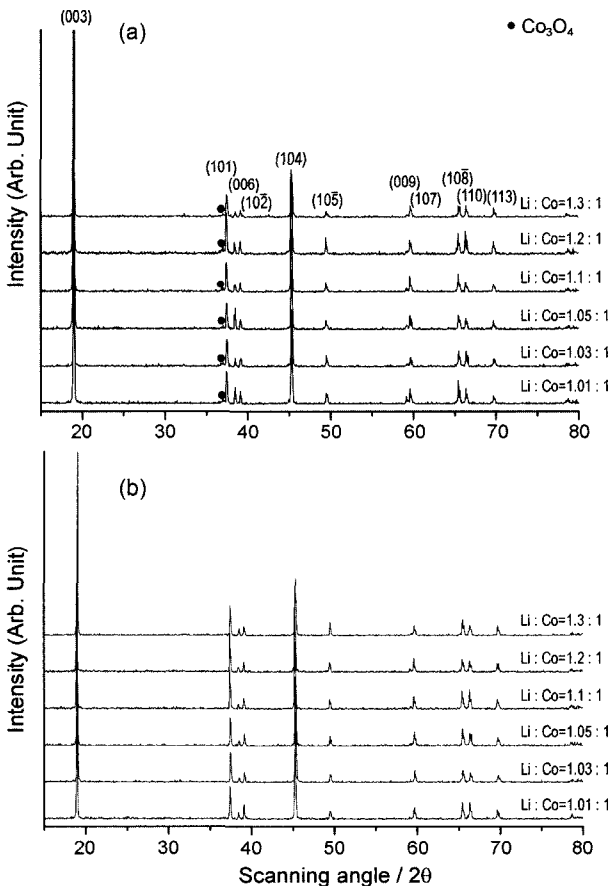 (a)
● Co₃O₄
(003)
(101)
(006)
(102̄)
(104)
(105̄)
(009)
(107)
(108̄)
(110)
(113)
Li : Co=1.3 : 1
Li : Co=1.2 : 1
Li : Co=1.1 : 1
Li : Co=1.05 : 1
Li : Co=1.03 : 1
Li : Co=1.01 : 1
Intensity (Arb. Unit)
20 30 40 50 60 70 80
(b)
Li : Co=1.3 : 1
Li : Co=1.2 : 1
Li : Co=1.1 : 1
Li : Co=1.05 : 1
Li : Co=1.03 : 1
Li : Co=1.01 : 1
Intensity (Arb. Unit)
20 30 40 50 60 70 80
Scanning angle / 2θ